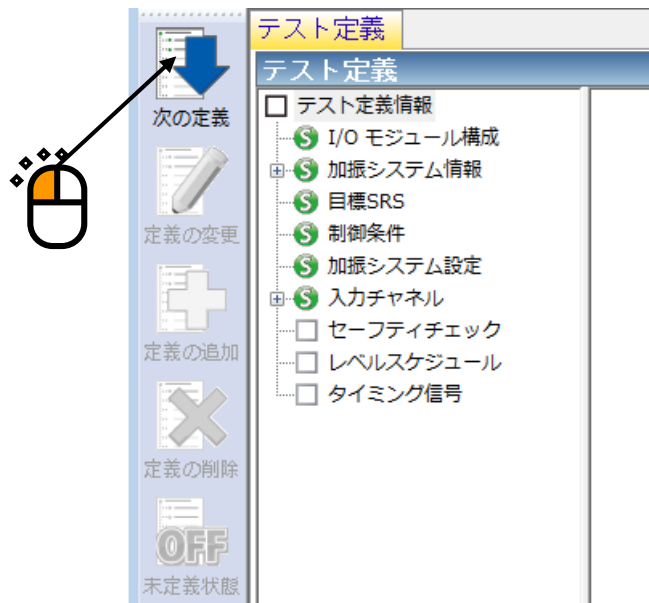 テスト定義
テスト定義
次の定義
定義の変更
定義の追加
定義の削除
OFF
未定義状態
テスト定義情報
S I/O モジュール構成
S 加振システム情報
S 目標SRS
S 制御条件
S 加振システム設定
S 入力チャネル
セーフティチェック
レベルスケジュール
タイミング信号